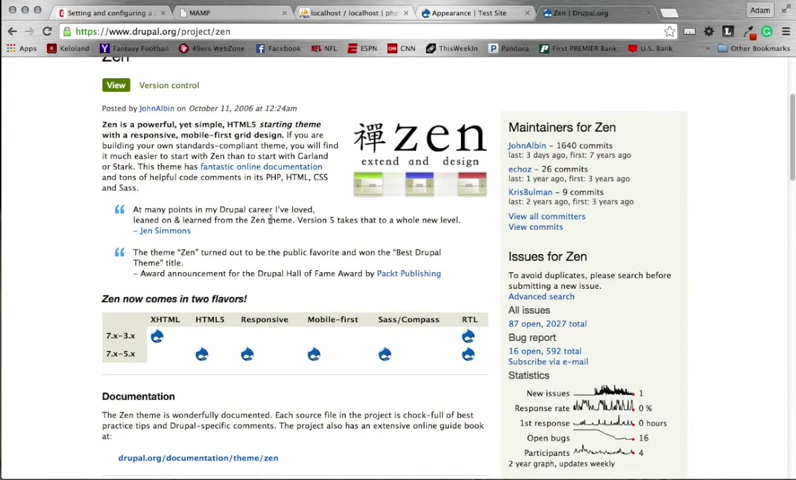 Setting and configuring a l
MAMP
localhost / localhost | ph
Appearance | Test Site
Zen | Drupal.org
Adam
https://www.drupal.org/project/zen
Apps Keloland Fantasy Football 49ers WebZone Facebook NFL ESPN CNN ThisWeekIn Pandora First PREMIER Bank U.S. Bank Other Bookmarks
Zen
View Version control
Posted by JohnAlbin on October 11, 2006 at 12:24am
Zen is a powerful, yet simple, HTML5 starting theme
with a responsive, mobile-first grid design. If you are
building your own standards-compliant theme, you will find
it much easier to start with Zen than to start with Garland
or Stark. This theme has fantastic online documentation
and tons of helpful code comments in its PHP, HTML, CSS
and Sass.
禪 zen
extend and design
“ At many points in my Drupal career I've loved,
leaned on & learned from the Zen theme. Version 5 takes that to a whole new level.
- Jen Simmons
“ The theme "Zen" turned out to be the public favorite and won the "Best Drupal
Theme" title.
- Award announcement for the Drupal Hall of Fame Award by Packt Publishing
Zen now comes in two flavors!
XHTML HTML5 Responsive Mobile-first Sass/Compass RTL
7.x-3.x
7.x-5.x
Documentation
The Zen theme is wonderfully documented. Each source file in the project is chock-full of best
practice tips and Drupal-specific comments. The project also has an extensive online guide book
at:
drupal.org/documentation/theme/zen
Maintainers for Zen
JohnAlbin - 1640 commits
last: 3 days ago, first: 7 years ago
echoz - 26 commits
last: 1 year ago, first: 3 years ago
KrisBulman - 9 commits
last: 2 years ago, first: 3 years ago
View all committers
View commits
Issues for Zen
To avoid duplicates, please search before
submitting a new issue.
Advanced search
All issues
87 open, 2027 total
Bug report
16 open, 592 total
Subscribe via e-mail
Statistics
New issues 1
Response rate 0 %
1st response 0 hours
Open bugs 16
Participants 4
2 year graph, updates weekly